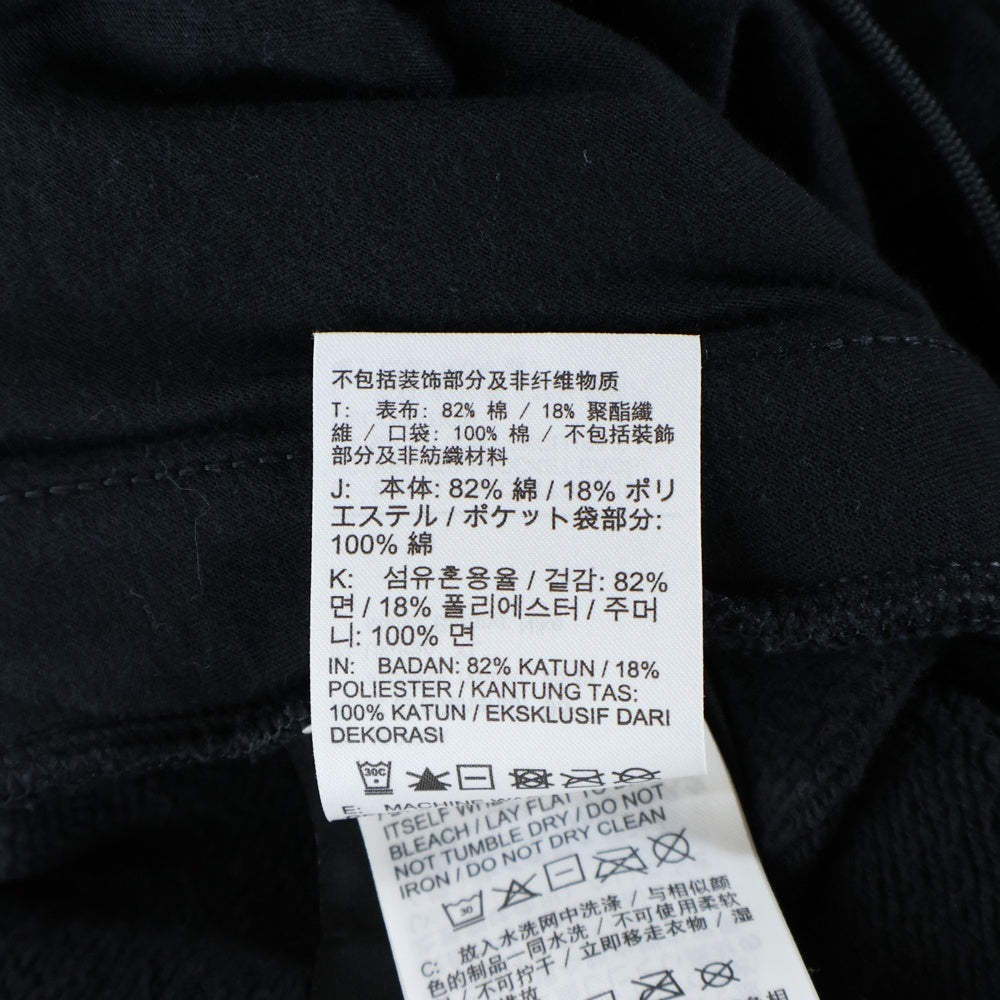 不包括装饰部分及非纤维物质
T: 表布: 82% 棉 / 18% 聚酯纖
維 / 口袋: 100% 棉 / 不包括裝飾
部分及非紡織材料
J: 本体: 82% 綿 / 18% ポリ
エステル / ポケット袋部分:
100% 綿
K: 섬유혼용율 / 겉감: 82%
면 / 18% 폴리에스터 / 주머
니: 100% 면
IN: BADAN: 82% KATUN / 18%
POLIESTER / KANTUNG TAS:
100% KATUN / EKSKLUSIF DARI
DEKORASI
30C
E: MACHINE
ITSELF
BLEACH / LAY FLAT TO DO NOT
NOT TUMBLE DRY / DO NOT
IRON / DO NOT DRY CLEAN
30
C: 放入水洗网中洗涤 / 与相似颜
色的制品一同水洗 / 不可使用柔软
/ 不可拧干 / 立即移走衣物 / 湿